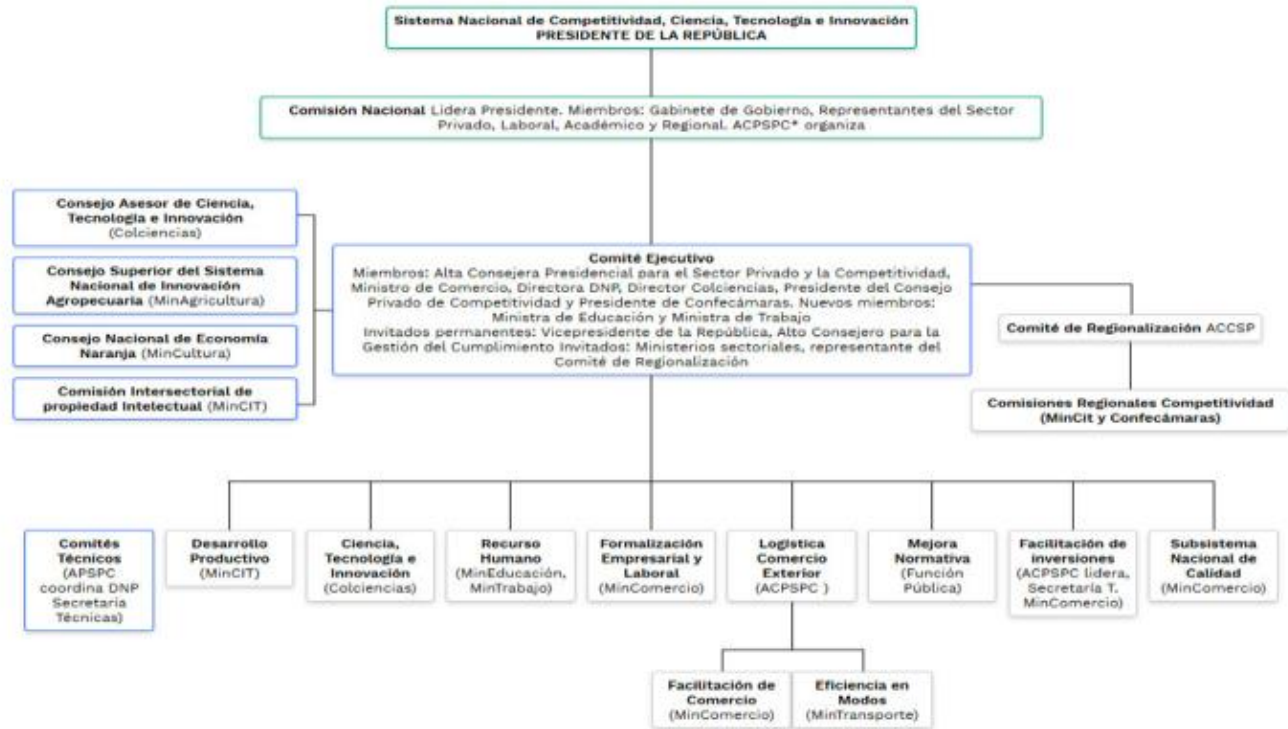 Sistema Nacional de Competitividad, Ciencia, Tecnología e Innovación
PRESIDENTE DE LA REPÚBLICA
Comisión Nacional Lidera Presidente. Miembros: Gabinete de Gobierno, Representantes del Sector
Privado, Laboral, Académico y Regional. ACPSPC* organiza
Consejo Asesor de Ciencia,
Tecnología e Innovación
(Colciencias)
Consejo Superior del Sistema
Nacional de Innovación
Agropecuaria (MinAgricultura)
Consejo Nacional de Economía
Naranja (MinCultura)
Comisión Intersectorial de
propiedad Intelectual (MinCIT)
Comité Ejecutivo
Miembros: Alta Consejera Presidencial para el Sector Privado y la Competitividad,
Ministro de Comercio, Directora DNP, Director Colciencias, Presidente del Consejo
Privado de Competitividad y Presidente de Confecámaras. Nuevos miembros:
Ministra de Educación y Ministra de Trabajo
Invitados permanentes: Vicepresidente de la República, Alto Consejero para la
Gestión del Cumplimiento Invitados: Ministerios sectoriales, representante del
Comité de Regionalización
Comité de Regionalización ACCSP
Comisiones Regionales Competitividad
(MinCit y Confecámaras)
Comités
Técnicos
(APSPC
coordina DNP
Secretaría
Técnicas)
Desarrollo
Productivo
(MinCIT)
Ciencia,
Tecnología e
Innovación
(Colciencias)
Recurso
Humano
(MinEducación,
MinTrabajo)
Formalización
Empresarial y
Laboral
(MinComercio)
Logística
Comercio
Exterior
(ACPSPC )
Mejora
Normativa
(Función
Pública)
Facilitación de
inversiones
(ACPSPC lidera,
Secretaría T.
MinComercio)
Subsistema
Nacional de
Calidad
(MinComercio)
Facilitación de
Comercio
(MinComercio)
Eficiencia en
Modos
(MinTransporte)